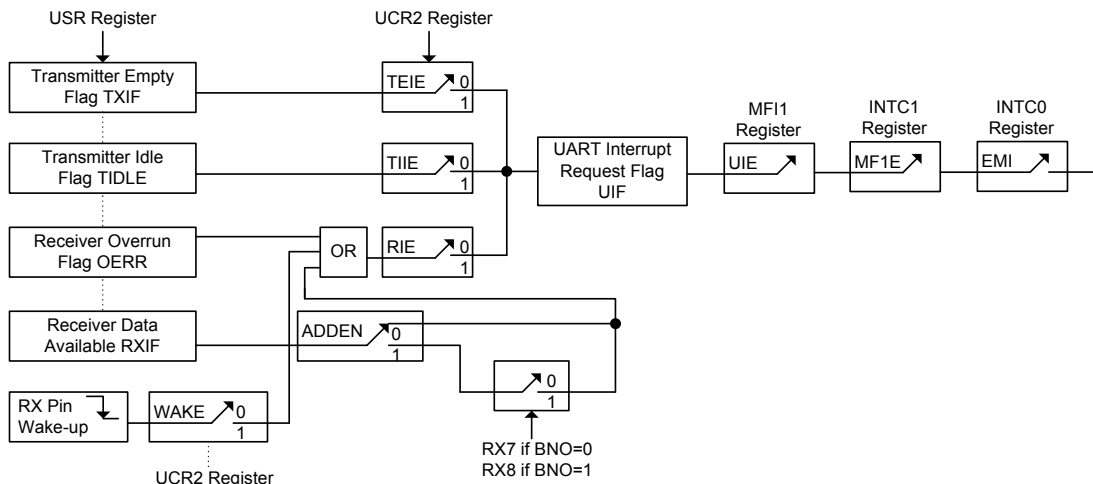 USR Register
UCR2 Register
Transmitter Empty
Flag TXIF
TEIE
0
1
MFI1
Register
INTC1
Register
INTC0
Register
Transmitter Idle
Flag TIDLE
TIIE
0
1
UART Interrupt
Request Flag
UIF
UIE
MF1E
EMI
Receiver Overrun
Flag OERR
OR
RIE
0
1
Receiver Data
Available RXIF
ADDEN
0
1
0
1
RX Pin
Wake-up
WAKE
0
1
RX7 if BNO=0
RX8 if BNO=1
UCR2 Register